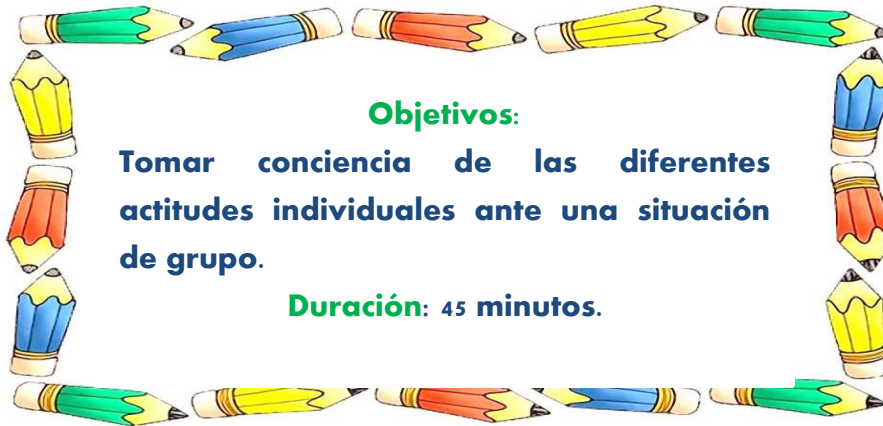 Objetivos:
Tomar conciencia de las diferentes
actitudes individuales ante una situación
de grupo.
Duración: 45 minutos.